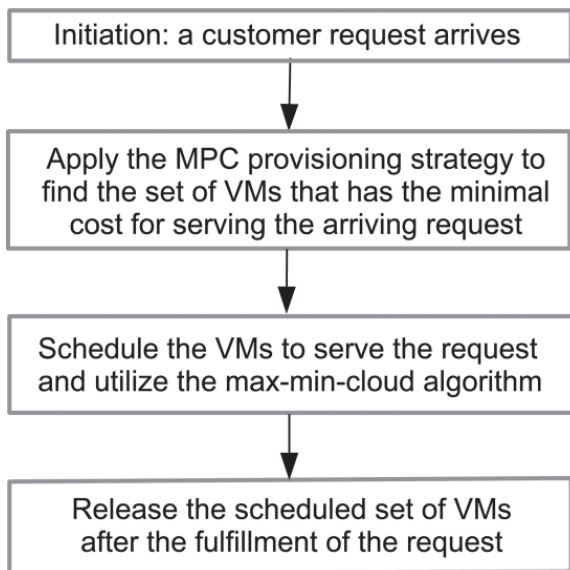 Initiation: a customer request arrives
Apply the MPC provisioning strategy to
find the set of VMs that has the minimal
cost for serving the arriving request
Schedule the VMs to serve the request
and utilize the max-min-cloud algorithm
Release the scheduled set of VMs
after the fulfillment of the request